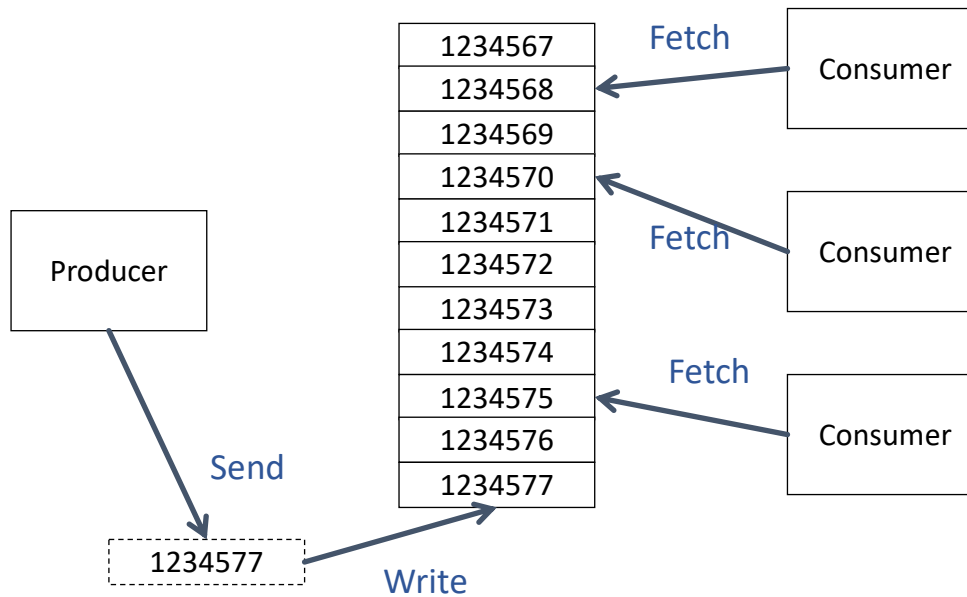 1234567
1234568
1234569
1234570
1234571
1234572
1234573
1234574
1234575
1234576
1234577
Fetch
Consumer
Fetch
Consumer
Fetch
Consumer
Producer
Send
1234577
Write